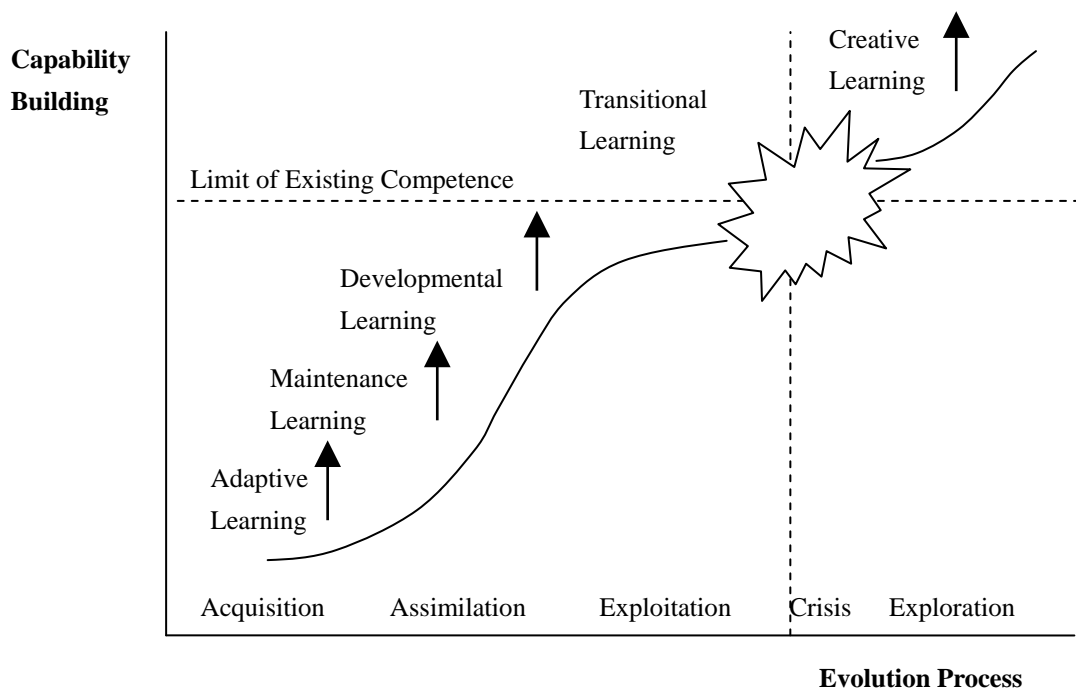 Capability
Building
Creative
Learning
Transitional
Learning
Limit of Existing Competence
Developmental
Learning
Maintenance
Learning
Adaptive
Learning
Acquisition Assimilation Exploitation Crisis Exploration
Evolution Process